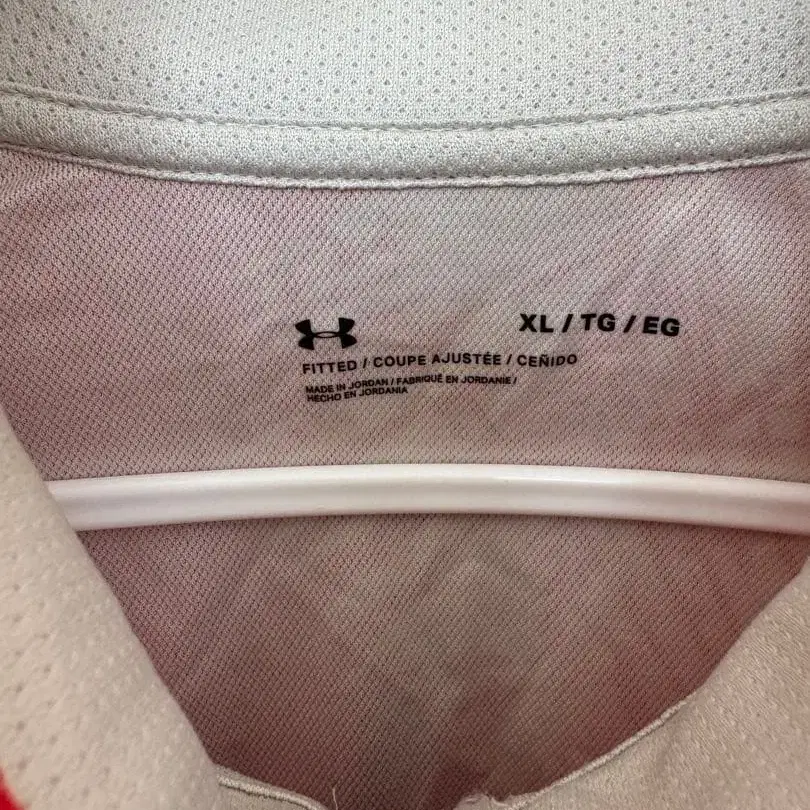 XL / TG / EG
FITTED / COUPE AJUSTÉE / CEÑIDO
MADE IN JORDAN / FABRIQUÉ EN JORDANIE /
HECHO EN JORDANIA